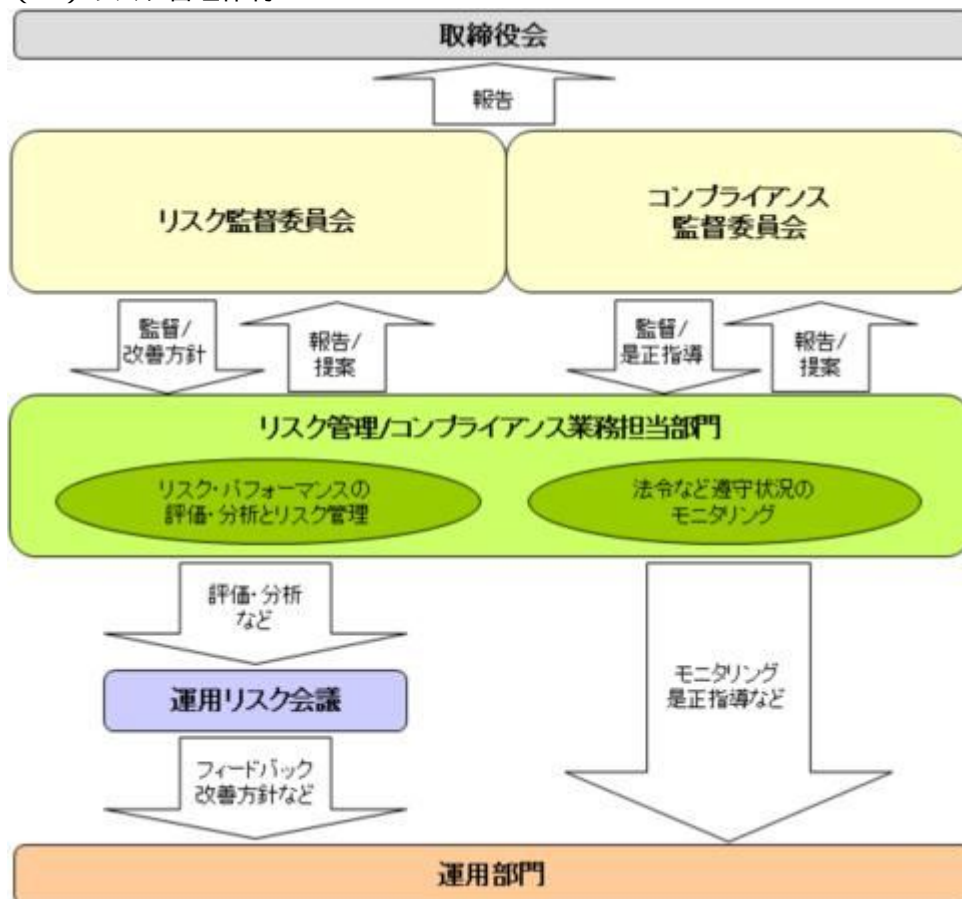 取締役会
報告
リスク監督委員会
コンプライアンス
監督委員会
監督/
改善方針
報告/
提案
監督/
是正指導
報告/
提案
リスク管理/コンプライアンス業務担当部門
リスク・パフォーマンスの
評価・分析とリスク管理
法令など遵守状況の
モニタリング
評価・分析
など
運用リスク会議
フィードバック
改善方針など
モニタリング
是正指導など
運用部門